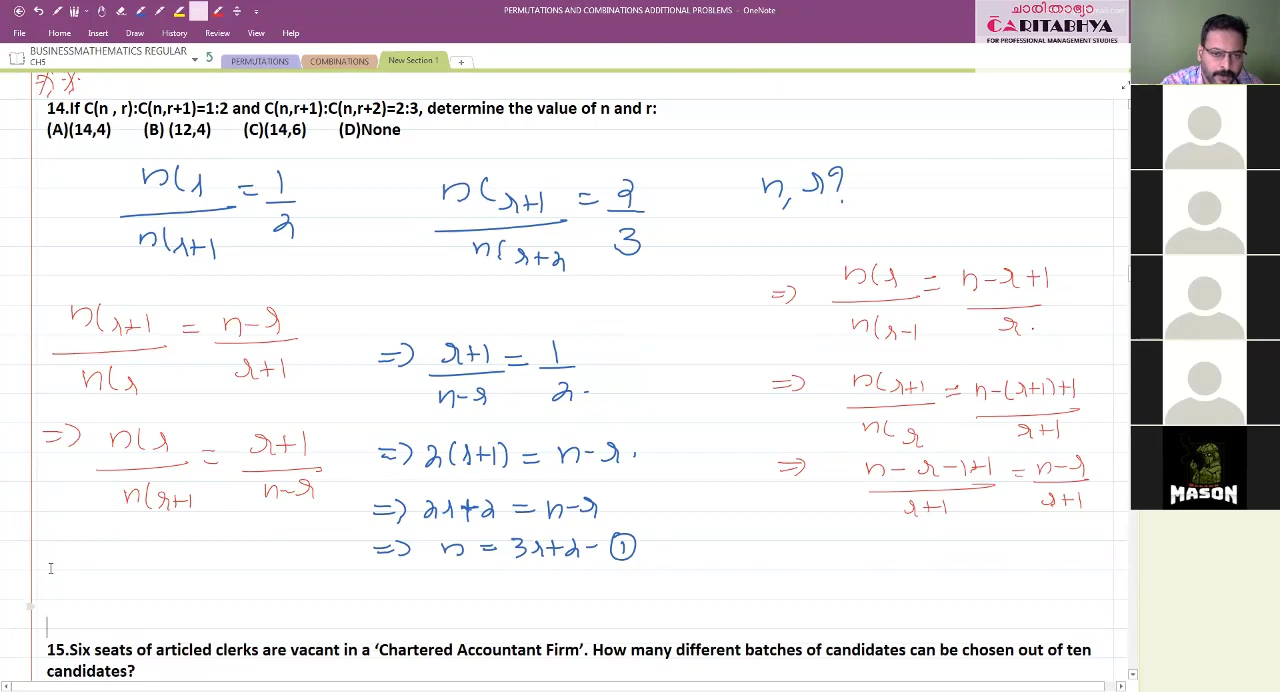 PERMUTATIONS AND COMBINATIONS ADDITIONAL PROBLEMS - OneNote
ചാരിതാഭ്യാ
CARITABHYA
FOR PROFESSIONAL MANAGEMENT STUDIES
File Home Insert Draw History Review View Help
BUSINESSMATHEMATICS REGULAR
CH5
PERMUTATIONS COMBINATIONS New Section 1 +
14.If C(n , r):C(n,r+1)=1:2 and C(n,r+1):C(n,r+2)=2:3, determine the value of n and r:
(A)(14,4) (B) (12,4) (C)(14,6) (D)None
nCr / nCr+1 = 1/2
nCr+1 / nCr+2 = 2/3
n, r?
nCr+1 / nCr = n-r / r+1
=> nCr / nCr+1 = r+1 / n-r
=> r+1 / n-r = 1/2.
=> 2(r+1) = n-r.
=> 2r+2 = n-r
=> n = 3r+2 - ①
=> nCr / nCr-1 = n-r+1 / r.
=> nCr+1 / nCr = n-(r+1)+1 / r+1
=> n-r-1+1 / r+1 = n-r / r+1
MASON
15.Six seats of articled clerks are vacant in a ‘Chartered Accountant Firm’. How many different batches of candidates can be chosen out of ten
candidates?